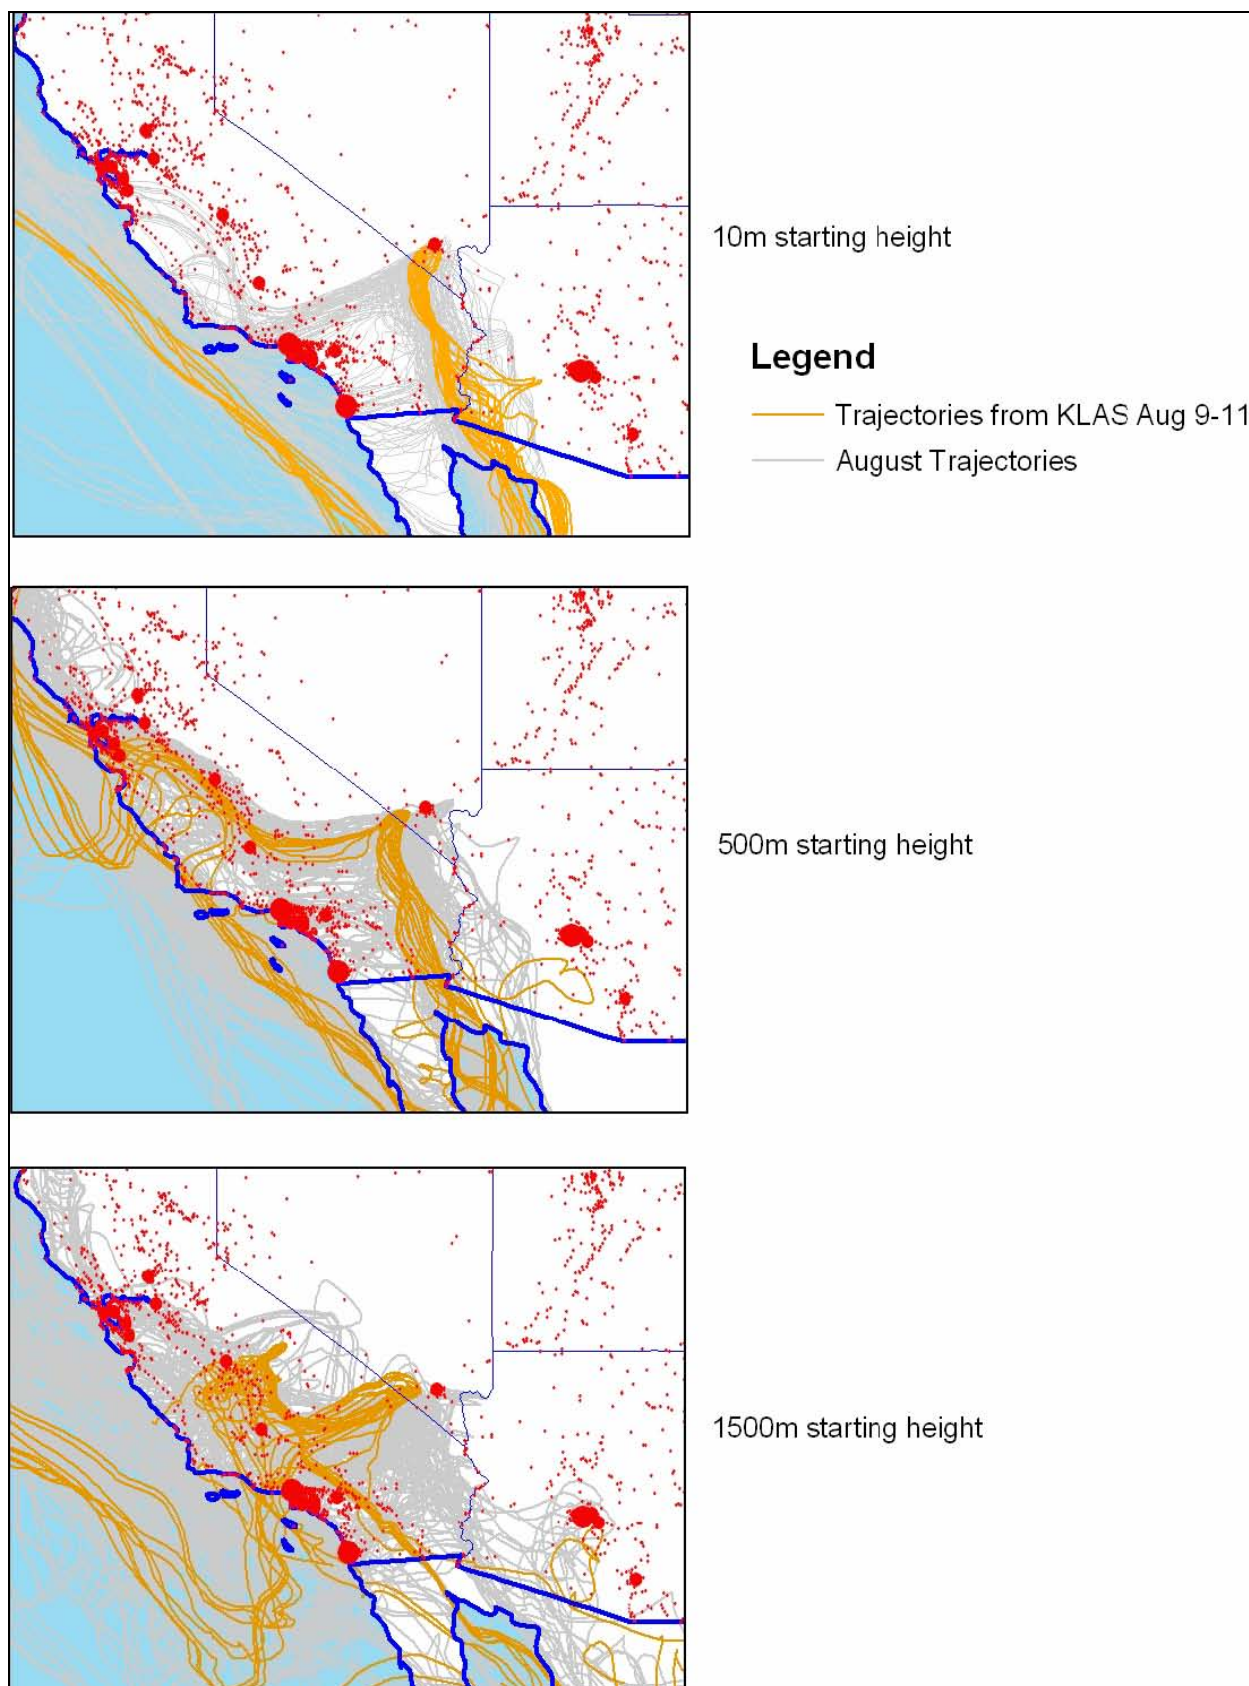 10m starting height
Legend
Trajectories from KLAS Aug 9-11
August Trajectories
500m starting height
1500m starting height